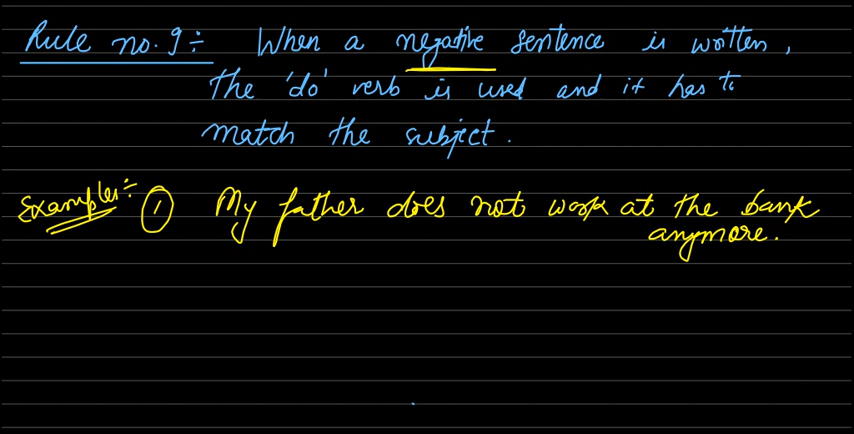 Rule no. 9 ÷ When a negative sentence is written,
The 'do' verb is used and it has to
match the subject.
Examples ÷ ① My father does not work at the bank
anymore.